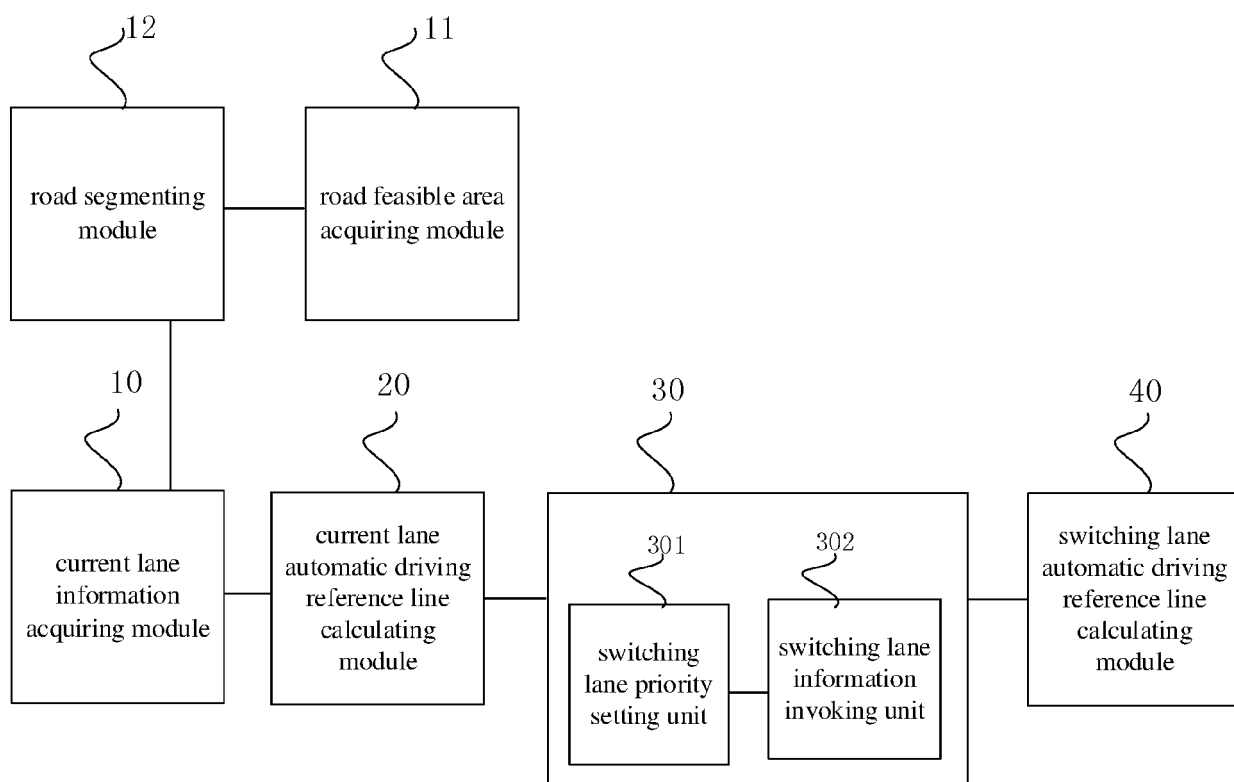 12
11
road segmenting
module
road feasible area
acquiring module
10
20
30
40
current lane
information
acquiring module
current lane
automatic driving
reference line
calculating
module
301
302
switching
lane priority
setting unit
switching lane
information
invoking unit
switching lane
automatic driving
reference line
calculating
module